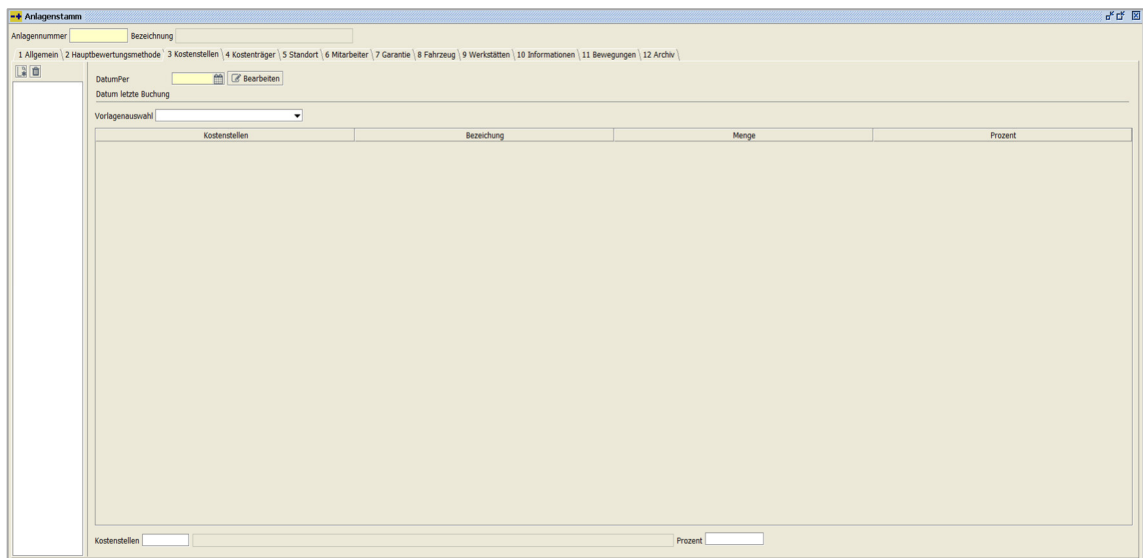 Anlagenstamm
Anlagennummer Bezeichnung
1 Allgemein 2 Hauptbewertungsmethode 3 Kostenstellen 4 Kostenträger 5 Standort 6 Mitarbeiter 7 Garantie 8 Fahrzeug 9 Werkstätten 10 Informationen 11 Bewegungen 12 Archiv
DatumPer Bearbeiten
Datum letzte Buchung
Vorlagenauswahl
Kostenstellen Bezeichung Menge Prozent
Kostenstellen Prozent